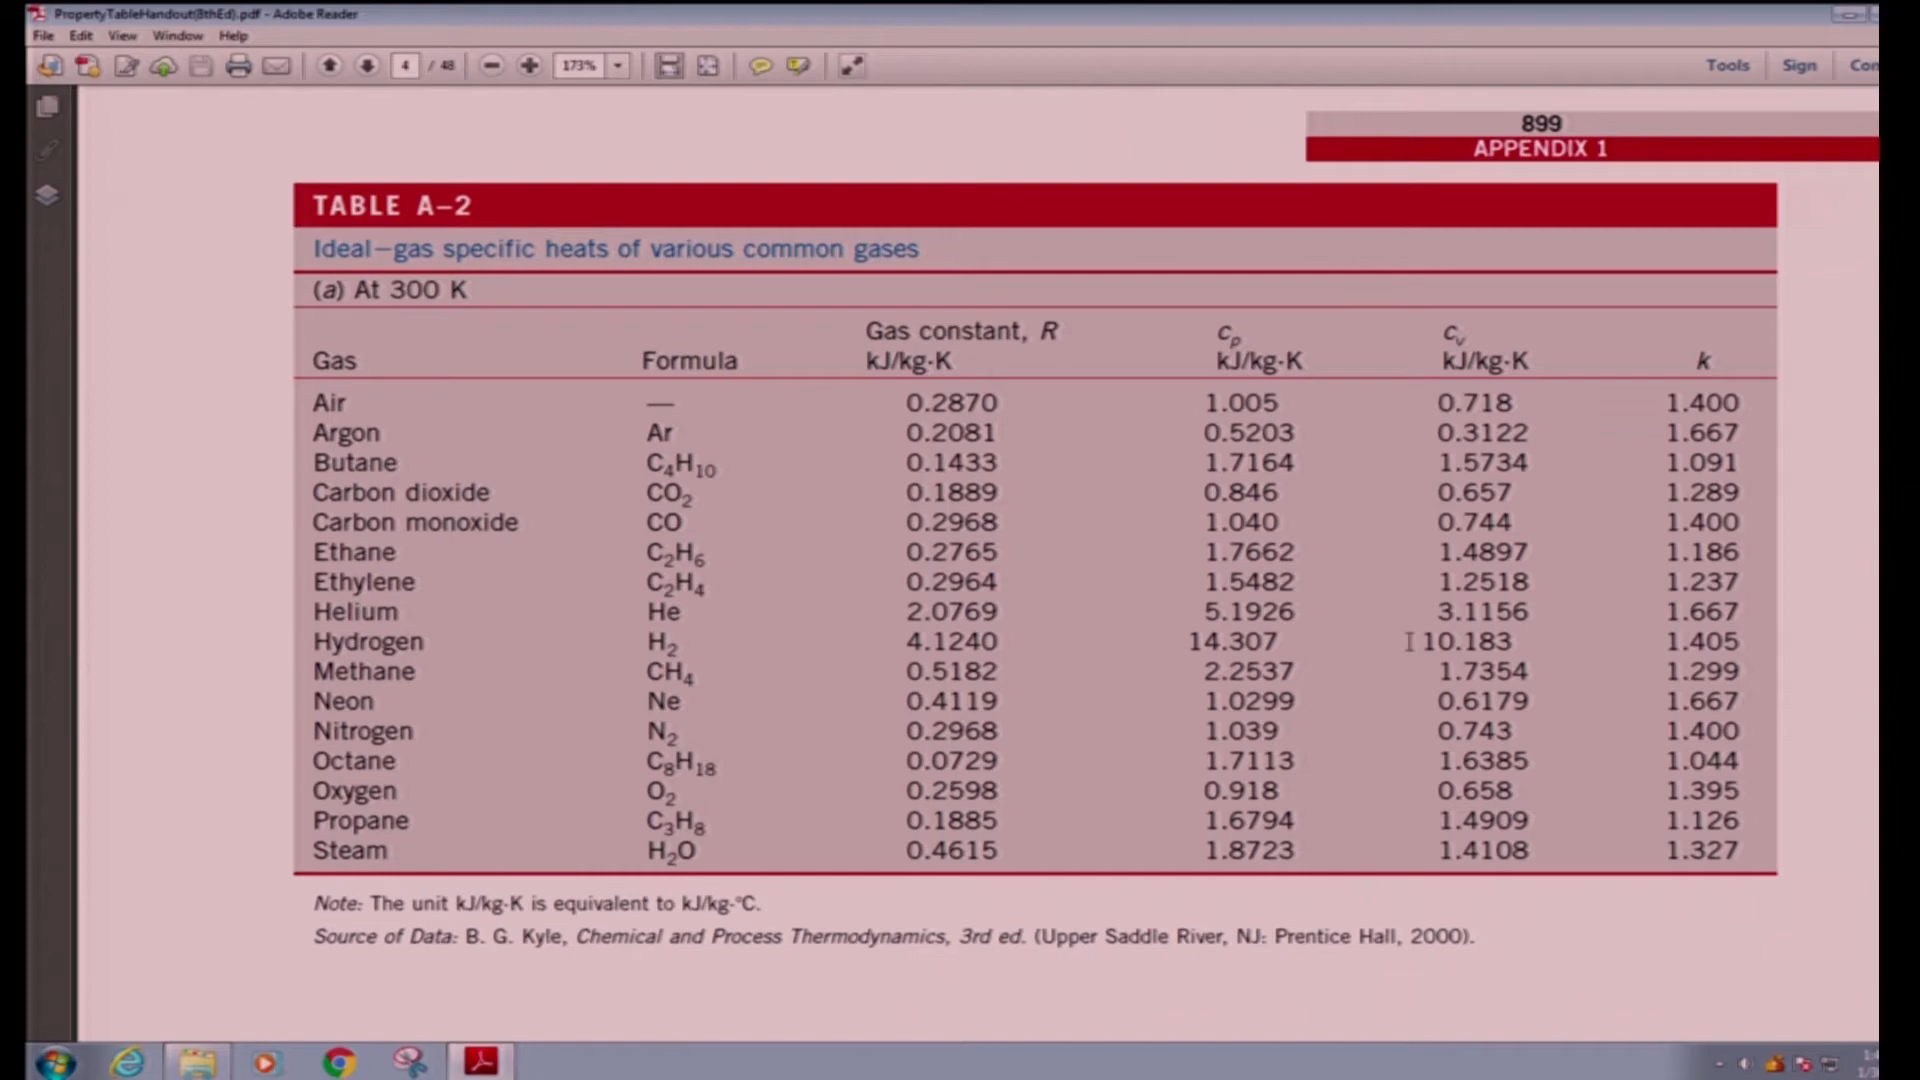 PropertyTableHandout(8thEd).pdf - Adobe Reader
File Edit View Window Help
4 / 48 173% Tools Sign
899
APPENDIX 1
TABLE A–2
Ideal–gas specific heats of various common gases
(a) At 300 K
Gas Formula Gas constant, R kJ/kg·K cp kJ/kg·K cv kJ/kg·K k
Air — 0.2870 1.005 0.718 1.400
Argon Ar 0.2081 0.5203 0.3122 1.667
Butane C4H10 0.1433 1.7164 1.5734 1.091
Carbon dioxide CO2 0.1889 0.846 0.657 1.289
Carbon monoxide CO 0.2968 1.040 0.744 1.400
Ethane C2H6 0.2765 1.7662 1.4897 1.186
Ethylene C2H4 0.2964 1.5482 1.2518 1.237
Helium He 2.0769 5.1926 3.1156 1.667
Hydrogen H2 4.1240 14.307 10.183 1.405
Methane CH4 0.5182 2.2537 1.7354 1.299
Neon Ne 0.4119 1.0299 0.6179 1.667
Nitrogen N2 0.2968 1.039 0.743 1.400
Octane C8H18 0.0729 1.7113 1.6385 1.044
Oxygen O2 0.2598 0.918 0.658 1.395
Propane C3H8 0.1885 1.6794 1.4909 1.126
Steam H2O 0.4615 1.8723 1.4108 1.327
Note: The unit kJ/kg·K is equivalent to kJ/kg·°C.
Source of Data: B. G. Kyle, Chemical and Process Thermodynamics, 3rd ed. (Upper Saddle River, NJ: Prentice Hall, 2000).